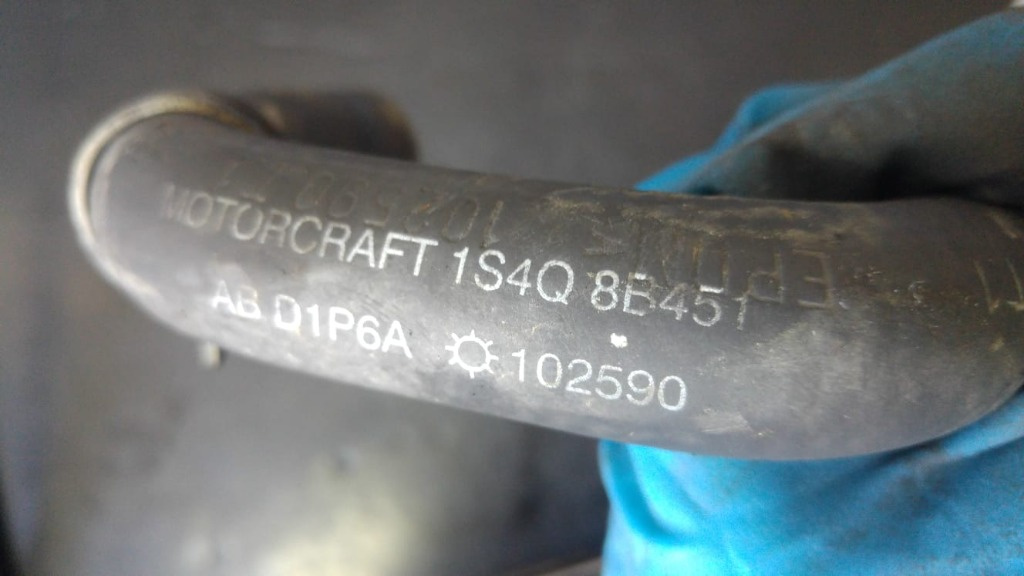 MOTORCRAFT 1S4Q 8B451
AB D1P6A 102590